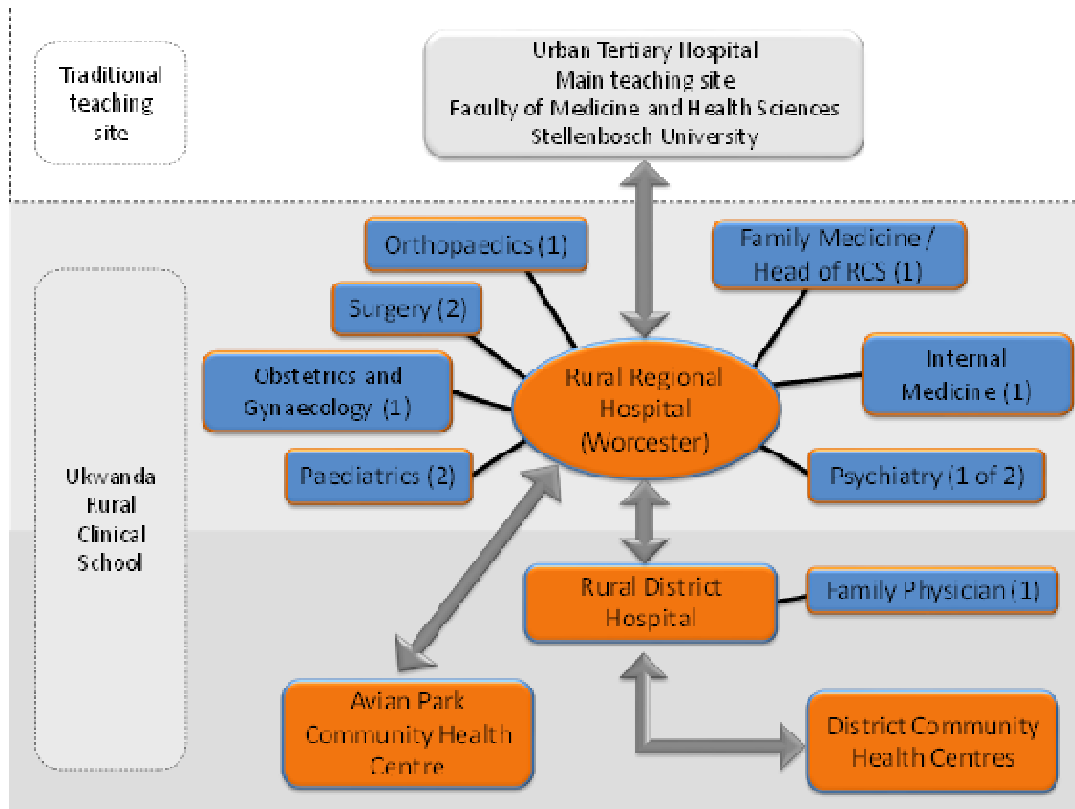 Traditional
teaching
site
Urban Tertiary Hospital
Main teaching site
Faculty of Medicine and Health Sciences
Stellenbosch University
Orthopaedics (1)
Family Medicine /
Head of RCS (1)
Surgery (2)
Internal
Medicine (1)
Obstetrics and
Gynaecology (1)
Rural Regional
Hospital
(Worcester)
Paediatrics (2)
Psychiatry (1 of 2)
Ukwanda
Rural
Clinical
School
Rural District
Hospital
Family Physician (1)
Avian Park
Community Health
Centre
District Community
Health Centres